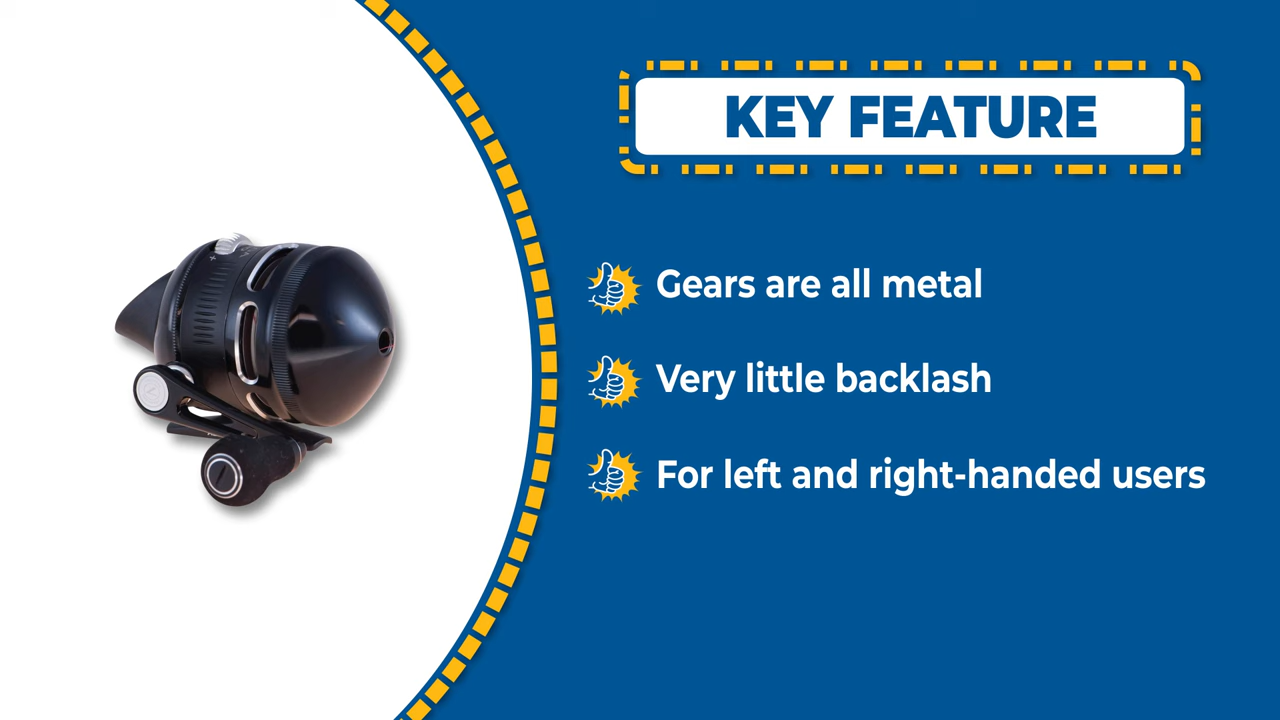 KEY FEATURE
Gears are all metal
Very little backlash
For left and right-handed users